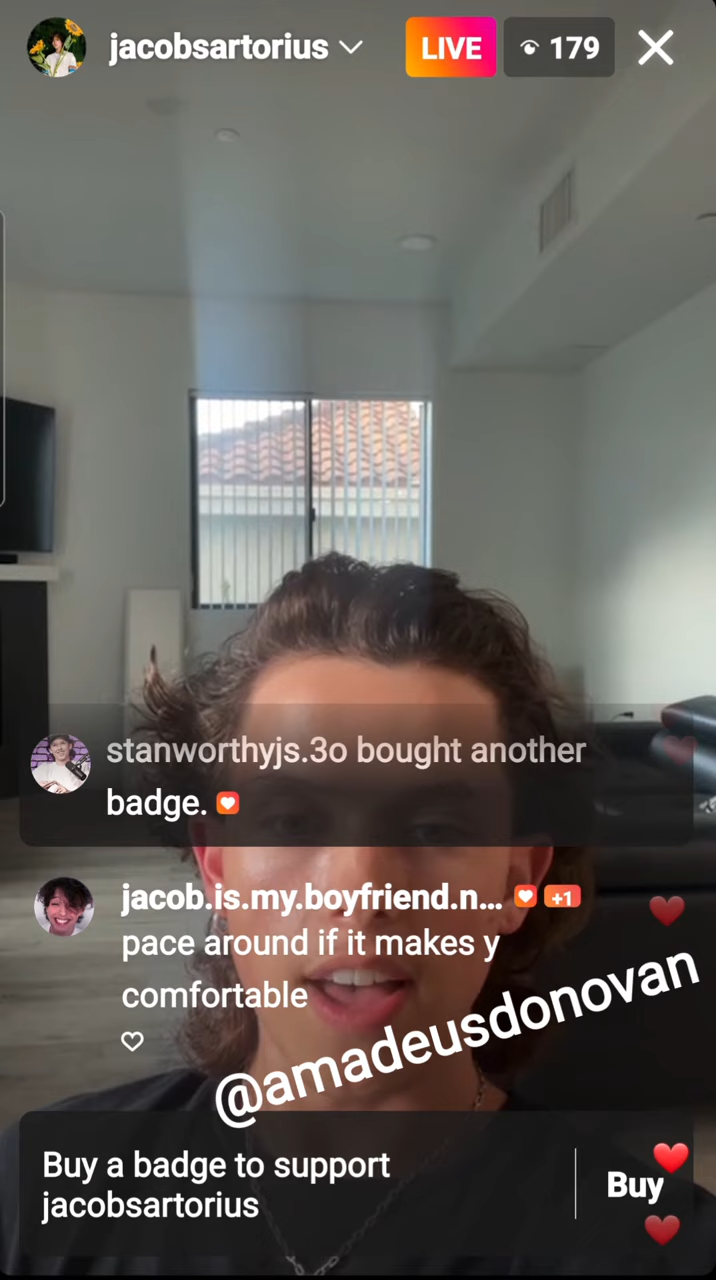 jacobsartorius
LIVE
179
stanworthyjs.3o bought another
badge.
jacob.is.my.boyfriend.n... +1
pace around if it makes y
comfortable
@amadeusdonovan
Buy a badge to support
jacobsartorius
Buy